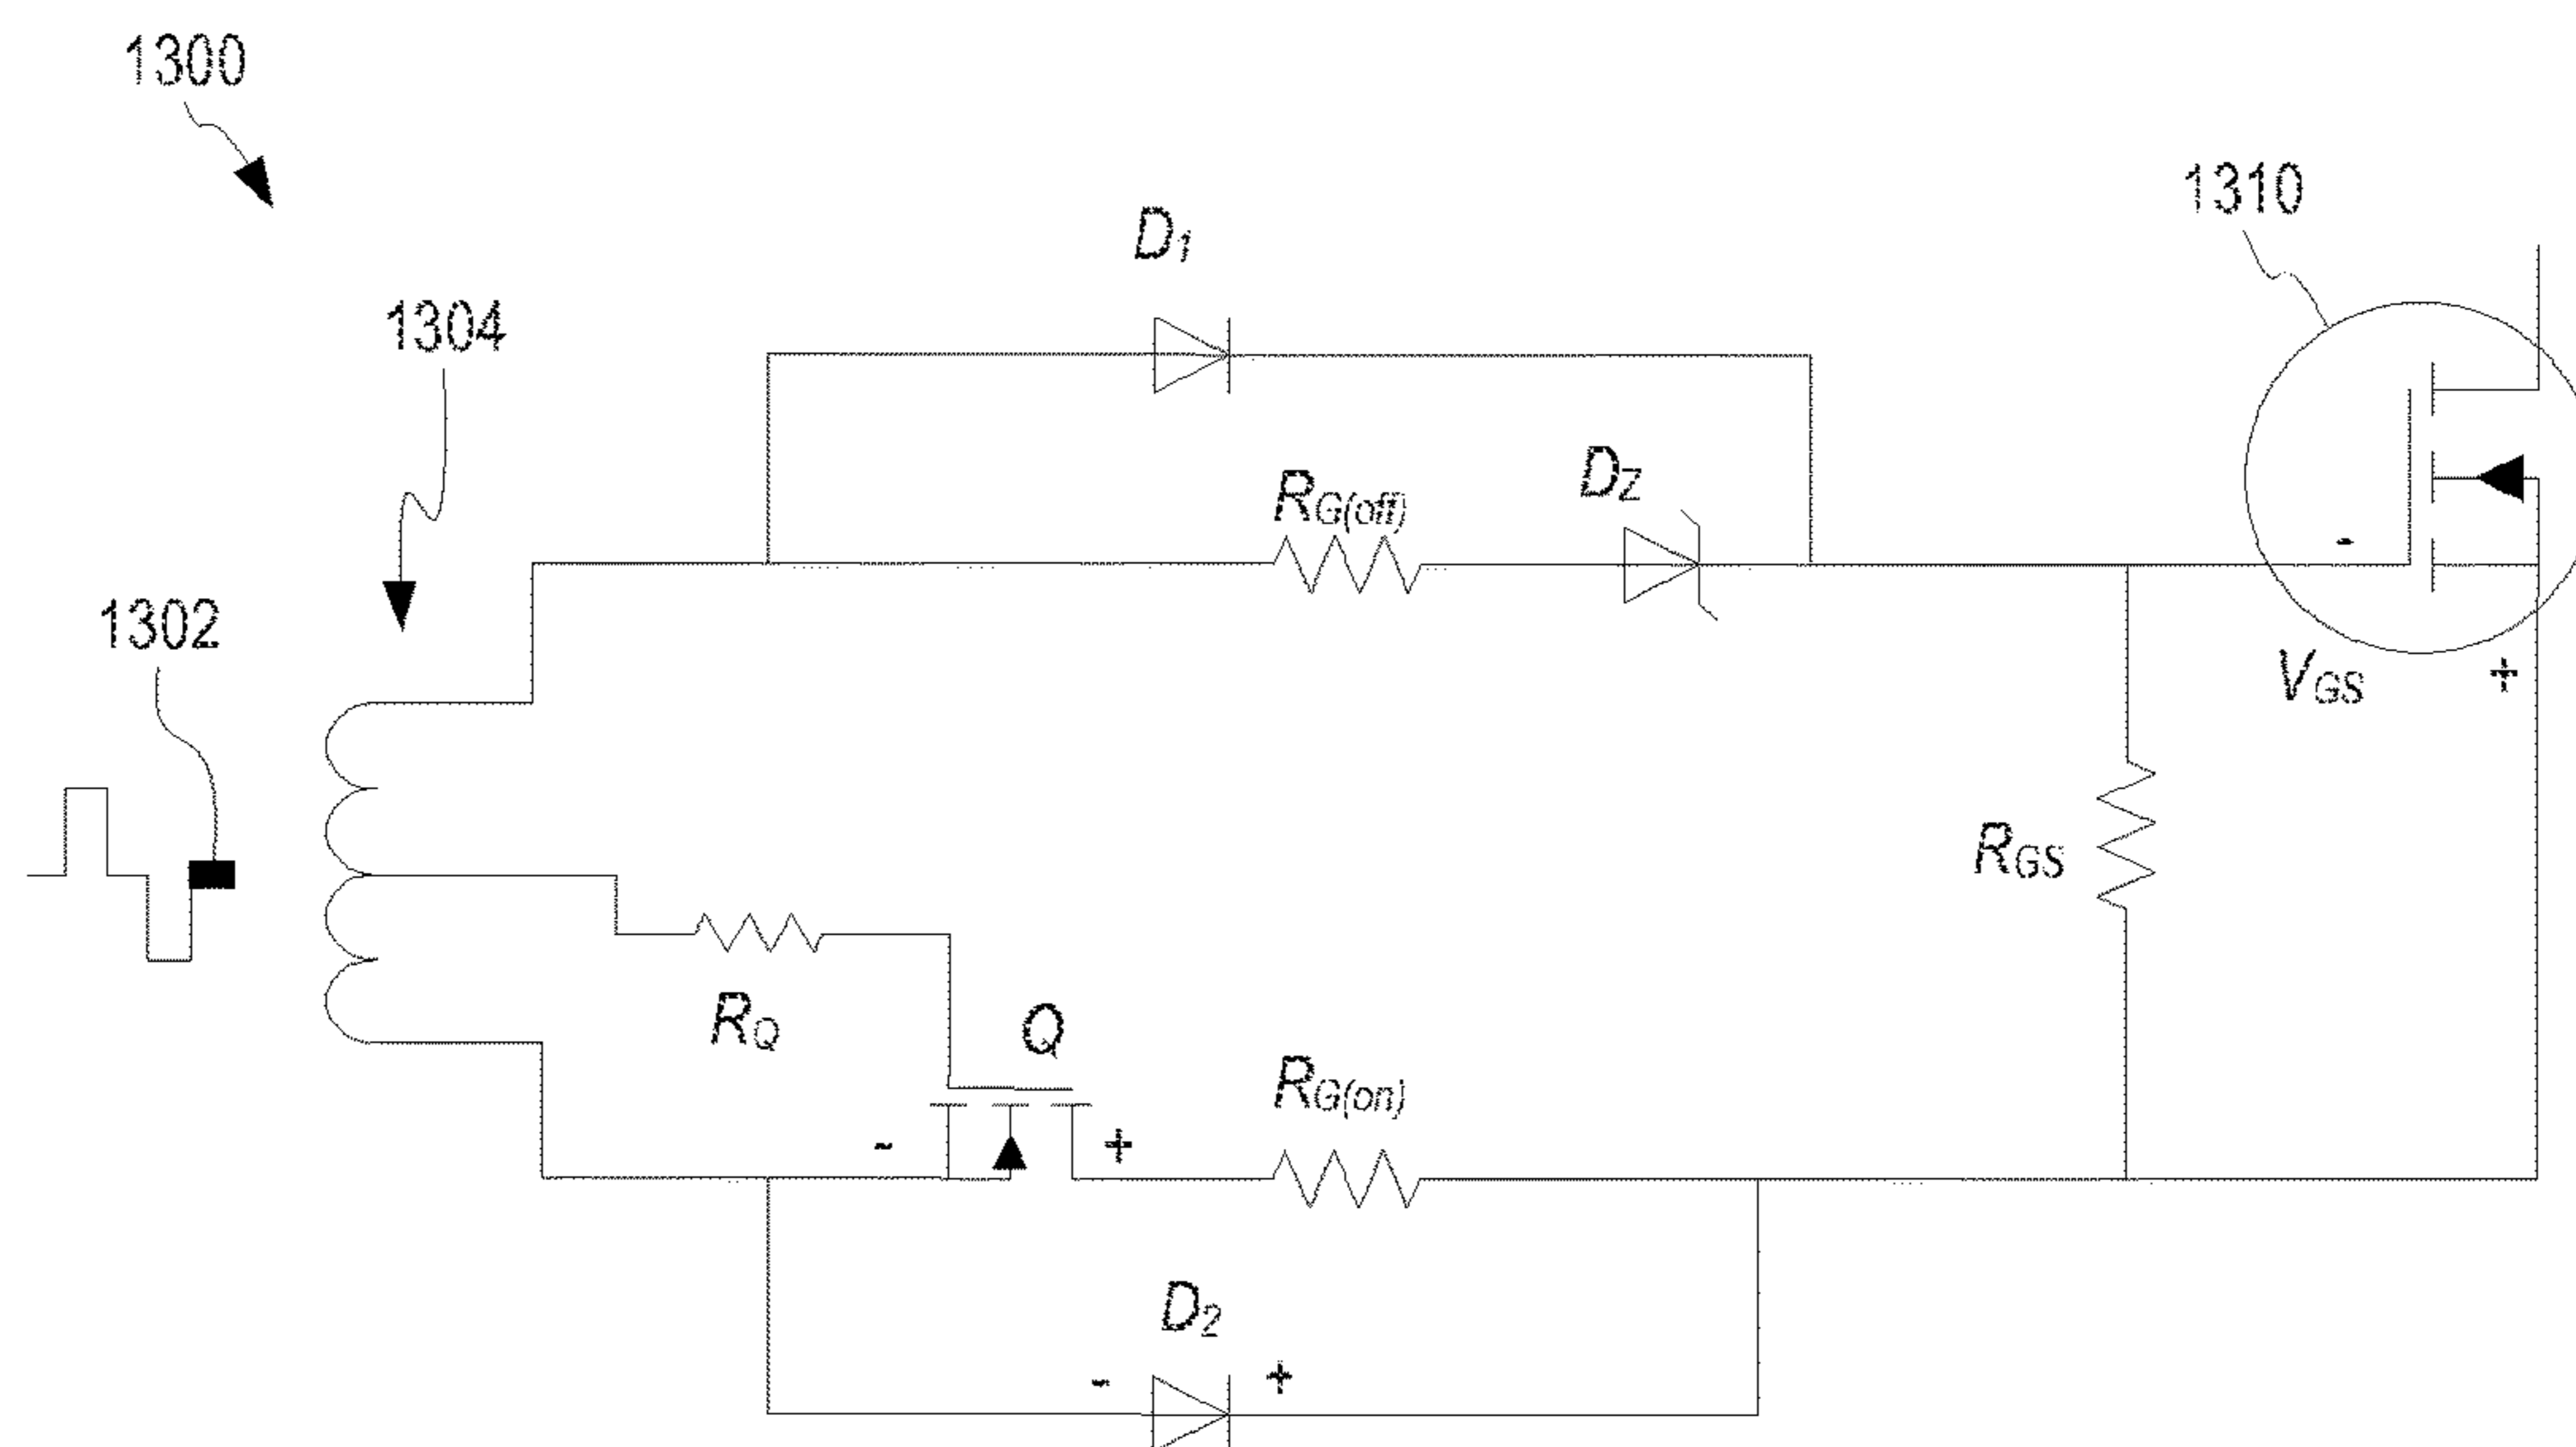 1300
1310
D1
1304
RG(off)
DZ
-
1302
VGS
+
RGS
RQ
Q
RG(on)
-
+
D2
-
+